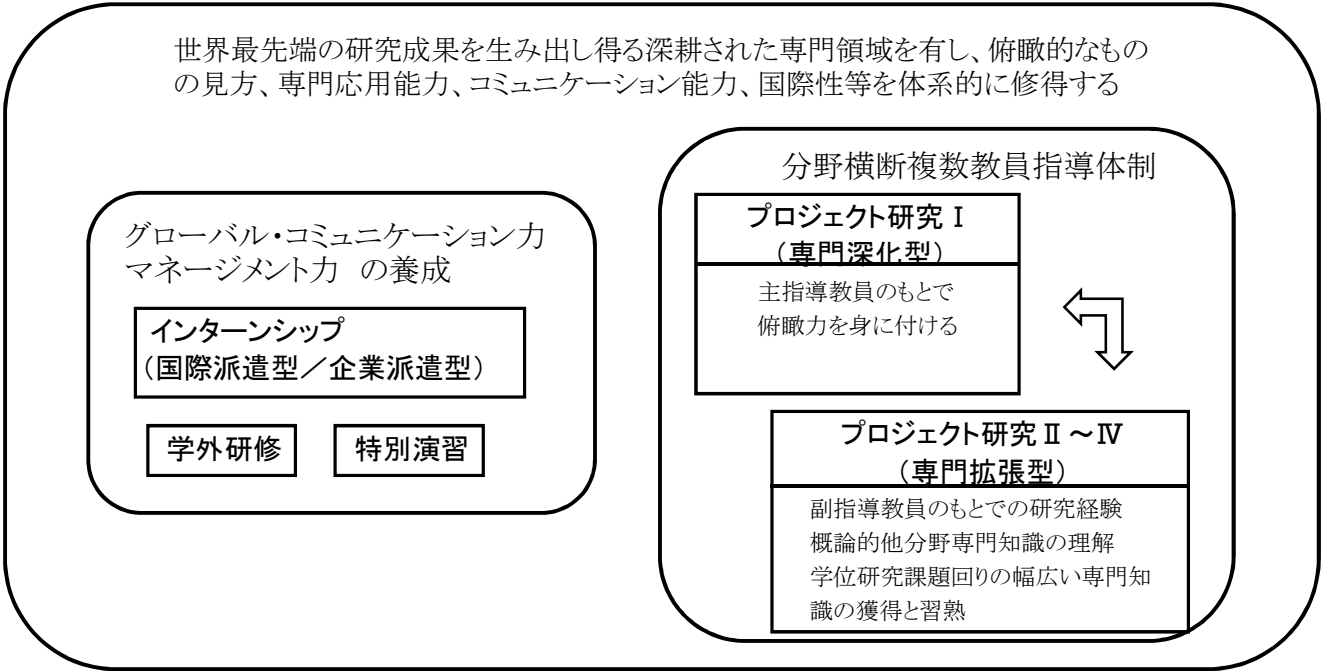 世界最先端の研究成果を生み出し得る深耕された専門領域を有し、俯瞰的なもの
の見方、専門応用能力、コミュニケーション能力、国際性等を体系的に修得する
グローバル・コミュニケーション力
マネージメント力　の養成
インターンシップ
（国際派遣型／企業派遣型）
学外研修
特別演習
分野横断複数教員指導体制
プロジェクト研究Ⅰ
（専門深化型）
主指導教員のもとで
俯瞰力を身に付ける
プロジェクト研究Ⅱ～Ⅳ
（専門拡張型）
副指導教員のもとでの研究経験
概論的他分野専門知識の理解
学位研究課題回りの幅広い専門知
識の獲得と習熟